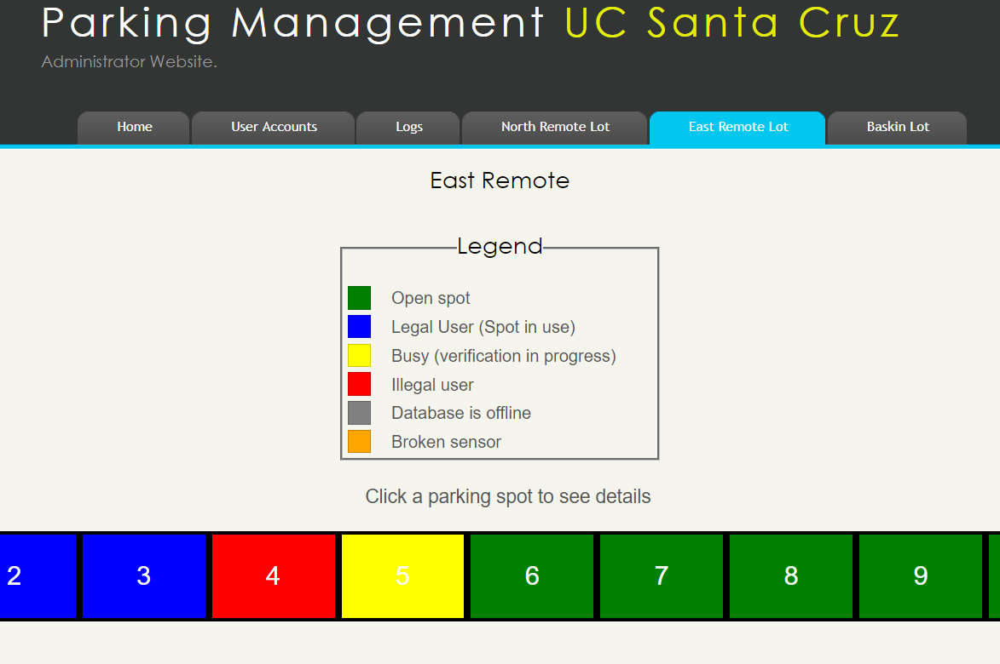 Parking Management UC Santa Cruz
Administrator Website.
Home User Accounts Logs North Remote Lot East Remote Lot Baskin Lot
East Remote
Legend
Open spot
Legal User (Spot in use)
Busy (verification in progress)
Illegal user
Database is offline
Broken sensor
Click a parking spot to see details
2 3 4 5 6 7 8 9